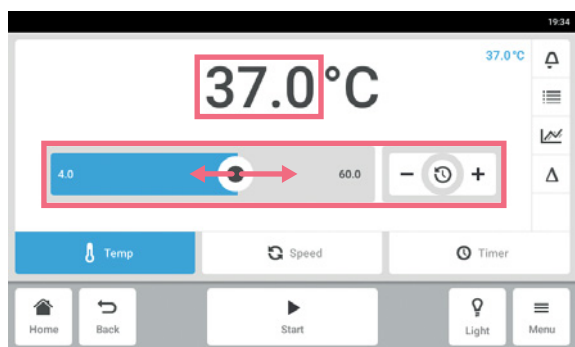 19:34
37.0°C
37.0°C
4.0
60.0
- +
Temp
Speed
Timer
Home
Back
Start
Light
Menu